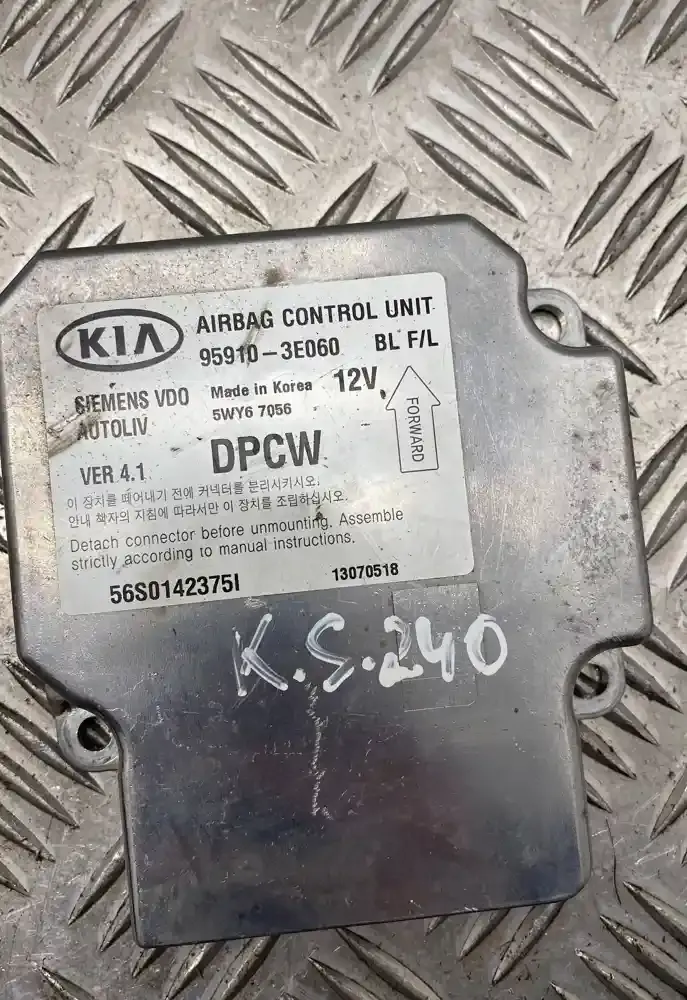 KIA
AIRBAG CONTROL UNIT
95910-3E060 BL F/L
SIEMENS VDO
AUTOLIV
Made in Korea
5WY6 7056
12V
FORWARD
VER 4.1
DPCW
이 장치를 떼어내기 전에 커넥터를 분리시키시오.
안내 책자의 지침에 따라서만 이 장치를 조립하십시오.
Detach connector before unmounting. Assemble
strictly according to manual instructions.
56S0142375I
13070518
K.S.240